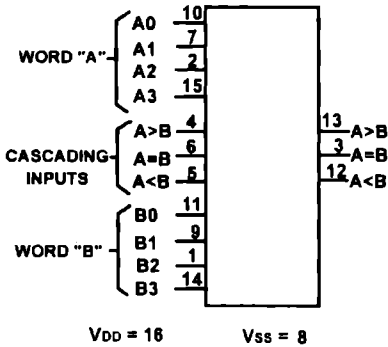 WORD "A"
A0 10
A1 7
A2 2
A3 15
CASCADING INPUTS
A>B 4
A=B 6
A<B 5
WORD "B"
B0 11
B1 9
B2 1
B3 14
13 A>B
3 A=B
12 A<B
VDD = 16
VSS = 8